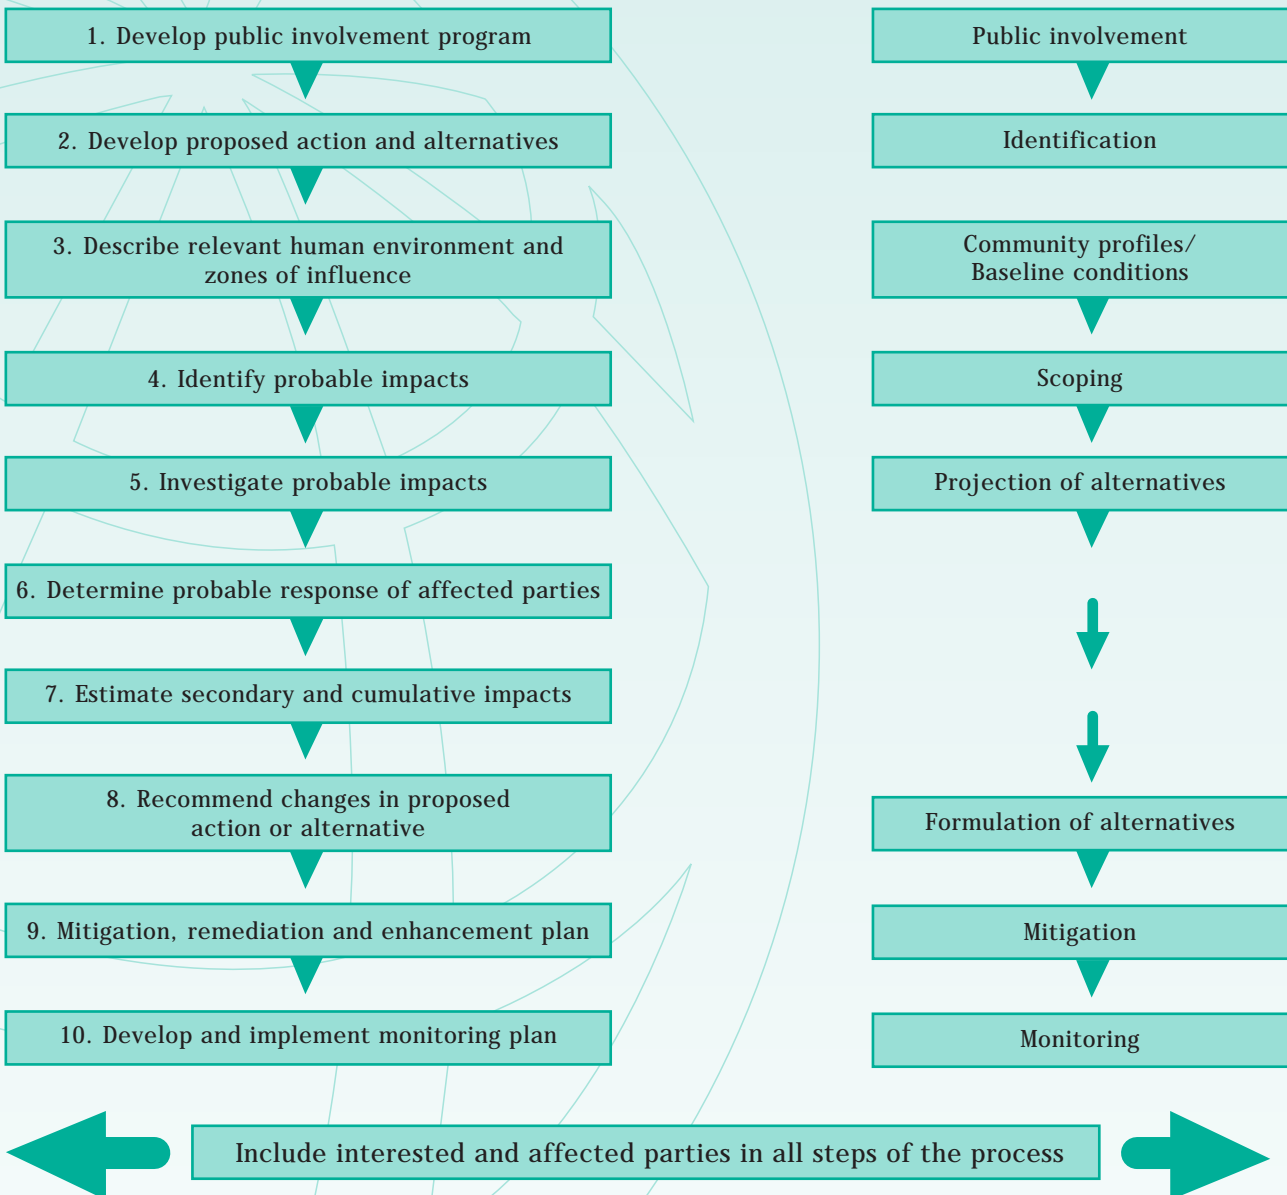 1. Develop public involvement program
Public involvement
2. Develop proposed action and alternatives
Identification
3. Describe relevant human environment and
zones of influence
Community profiles/
Baseline conditions
4. Identify probable impacts
Scoping
5. Investigate probable impacts
Projection of alternatives
6. Determine probable response of affected parties
7. Estimate secondary and cumulative impacts
8. Recommend changes in proposed
action or alternative
Formulation of alternatives
9. Mitigation, remediation and enhancement plan
Mitigation
10. Develop and implement monitoring plan
Monitoring
Include interested and affected parties in all steps of the process